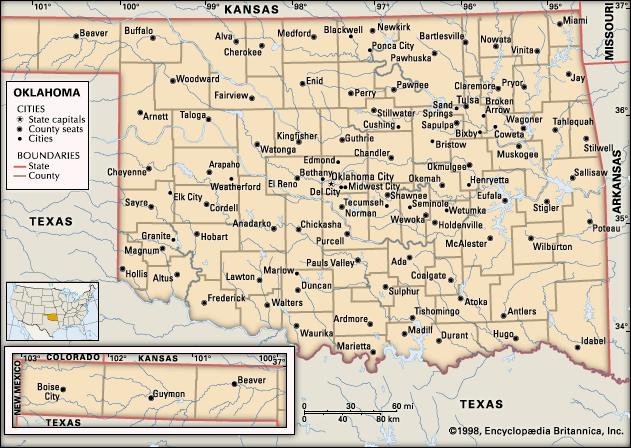 101° KANSAS 100° 99° 98° 97° 96° 95° 37°
MISSOURI
Beaver
Buffalo
Alva
Cherokee
Medford
Blackwell
Newkirk
Ponca City
Pawhuska
Bartlesville
Nowata
Vinita
Miami
OKLAHOMA
CITIES
State capitals
County seats
Cities
BOUNDARIES
State
County
Woodward
Fairview
Enid
Perry
Pawnee
Claremore
Pryor
Jay
Arnett
Taloga
Stillwater
Cushing
Sand
Springs
Tulsa
Broken
Arrow
Sapulpa
Bixby
Wagoner
Coweta
Tahlequah
36°
Watonga
Kingfisher
Guthrie
Chandler
Bristow
Muskogee
Stilwell
Cheyenne
Arapaho
Weatherford
El Reno
Edmond
Bethany
Oklahoma City
Midwest City
Del City
Okmulgee
Okemah
Henryetta
Sallisaw
ARKANSAS
Sayre
Elk City
Cordell
Tecumseh
Shawnee
Seminole
Norman
Wewoka
Wetumka
Holdenville
Eufala
Stigler
Poteau
35°
TEXAS
Granite
Mangum
Hobart
Anadarko
Chickasha
Purcell
McAlester
Wilburton
Hollis
Altus
Lawton
Marlow
Pauls Valley
Ada
Coalgate
Frederick
Walters
Duncan
Sulphur
Atoka
Waurika
Ardmore
Tishomingo
Antlers
Marietta
Madill
Durant
Hugo
Idabel
34°
103° COLORADO 102° KANSAS 101° 100° 37°
NEW MEXICO
Boise
City
Guymon
Beaver
TEXAS
0 20 40 60 mi
0 40 80 km
TEXAS
©1998, Encyclopædia Britannica, Inc.